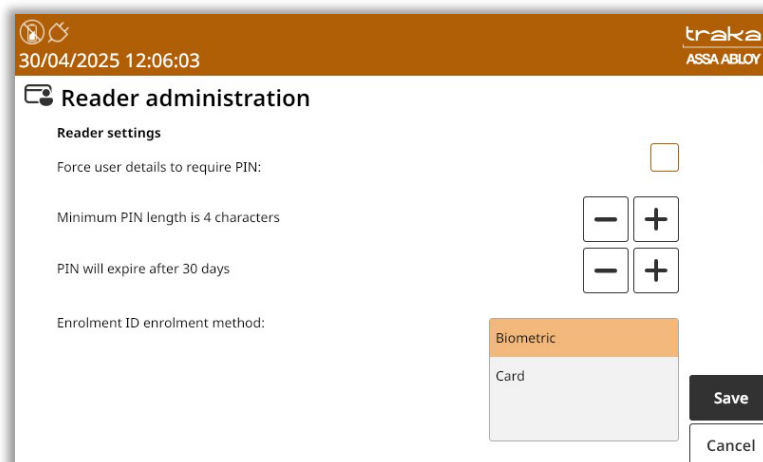 30/04/2025 12:06:03
traka
ASSA ABLOY
Reader administration
Reader settings
Force user details to require PIN:
Minimum PIN length is 4 characters
PIN will expire after 30 days
Enrolment ID enrolment method:
Biometric
Card
Save
Cancel